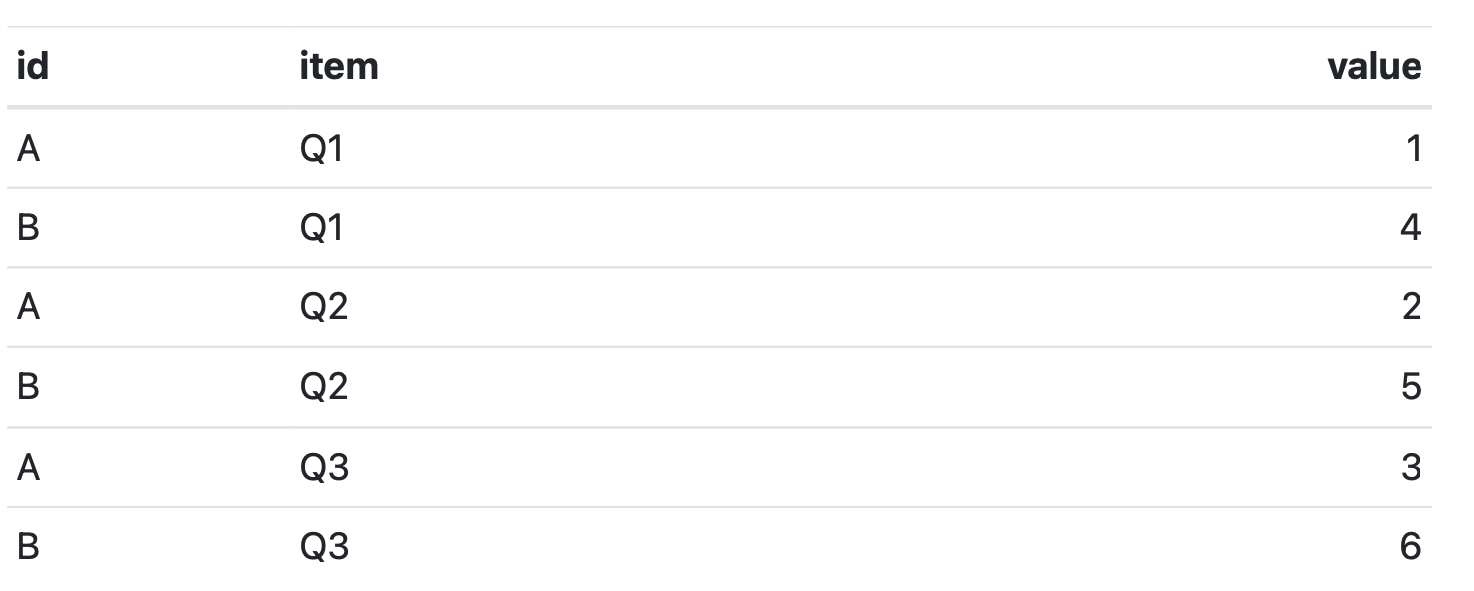 id item value
A Q1 1
B Q1 4
A Q2 2
B Q2 5
A Q3 3
B Q3 6